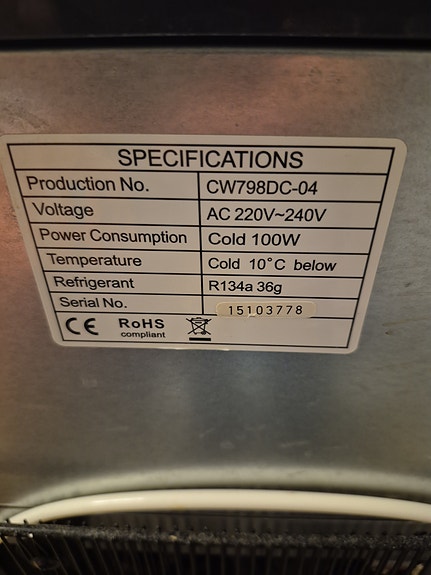 SPECIFICATIONS
Production No. CW798DC-04
Voltage AC 220V~240V
Power Consumption Cold 100W
Temperature Cold 10°C below
Refrigerant R134a 36g
Serial No. 15103778
CE RoHS
compliant